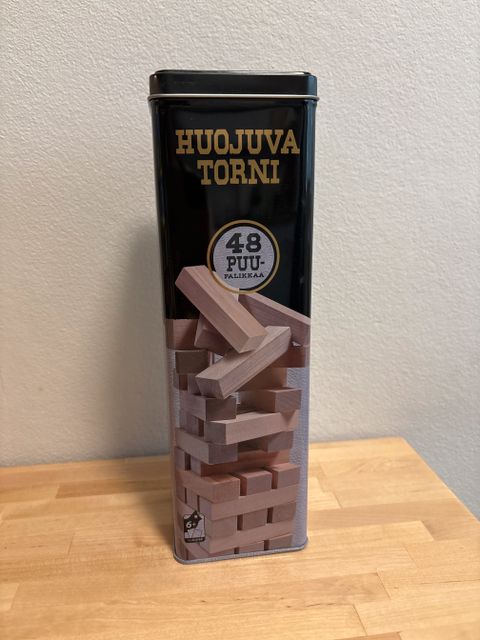 HUOJUVA
TORNI
48
PUU-
PALIKKAA
6+